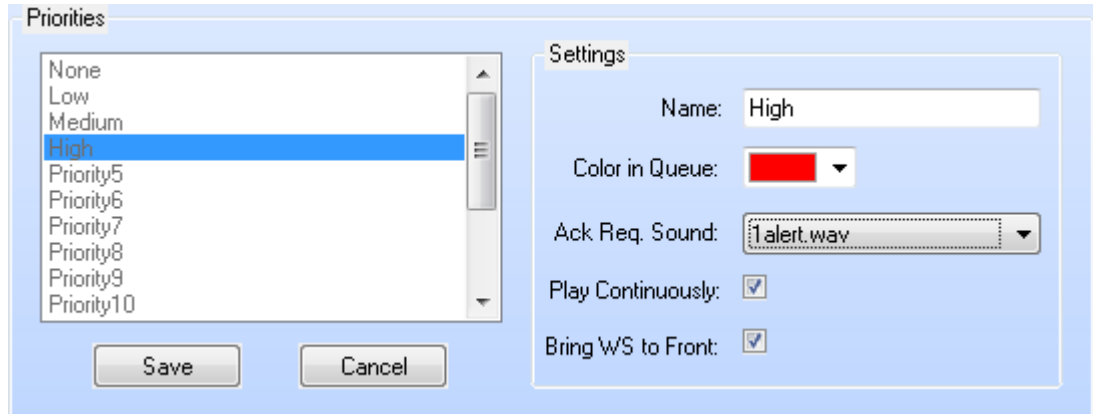 Priorities
None
Low
Medium
High
Priority5
Priority6
Priority7
Priority8
Priority9
Priority10
Save
Cancel
Settings
Name: High
Color in Queue:
Ack Req. Sound: 1alert.wav
Play Continuously:
Bring WS to Front: